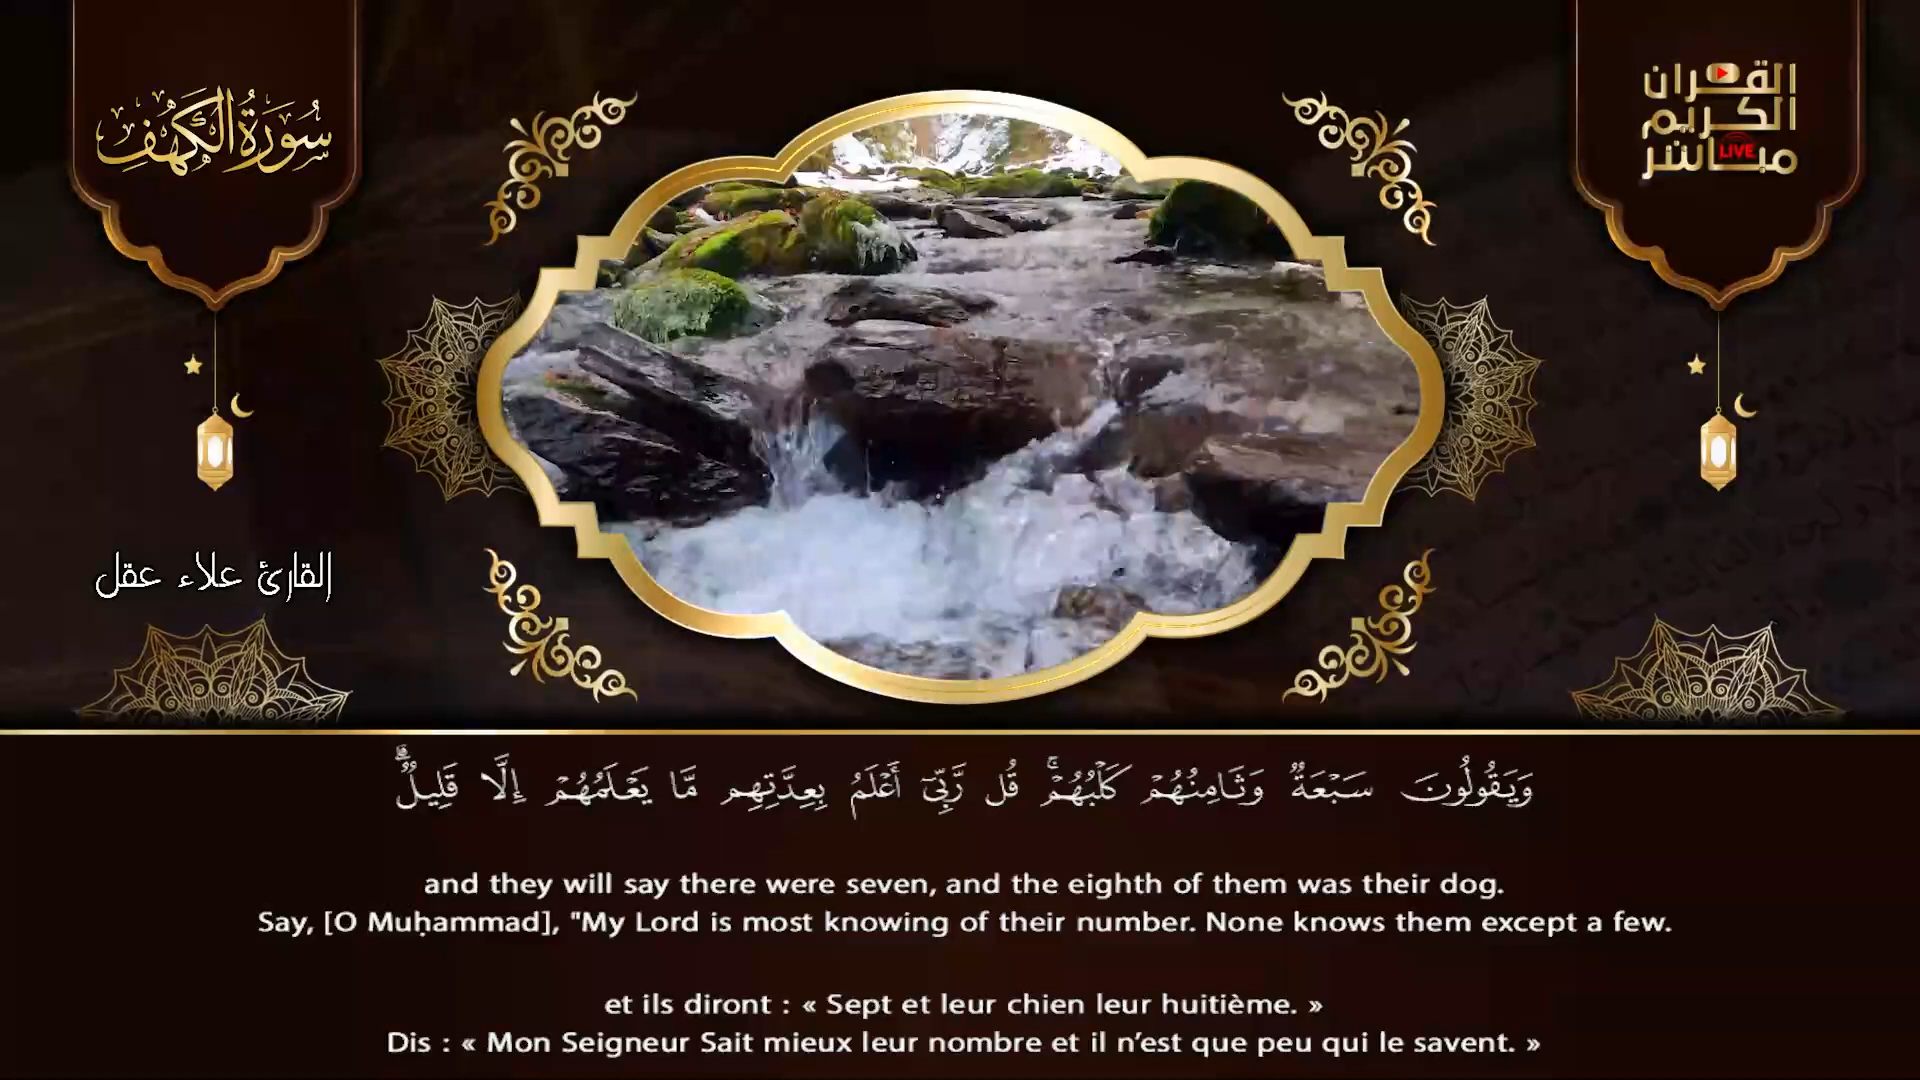 سُورَةُ الكَهْفِ
القرآن
الكريم
مباشر
LIVE
القارئ علاء عقل
وَيَقُولُونَ سَبْعَةٌ وَثَامِنُهُمْ كَلْبُهُمْۚ قُل رَّبِّىٓ أَعْلَمُ بِعِدَّتِهِم مَّا يَعْلَمُهُمْ إِلَّا قَلِيلٌۗ
and they will say there were seven, and the eighth of them was their dog.
Say, [O Muḥammad], "My Lord is most knowing of their number. None knows them except a few.
et ils diront : « Sept et leur chien leur huitième. »
Dis : « Mon Seigneur Sait mieux leur nombre et il n’est que peu qui le savent. »